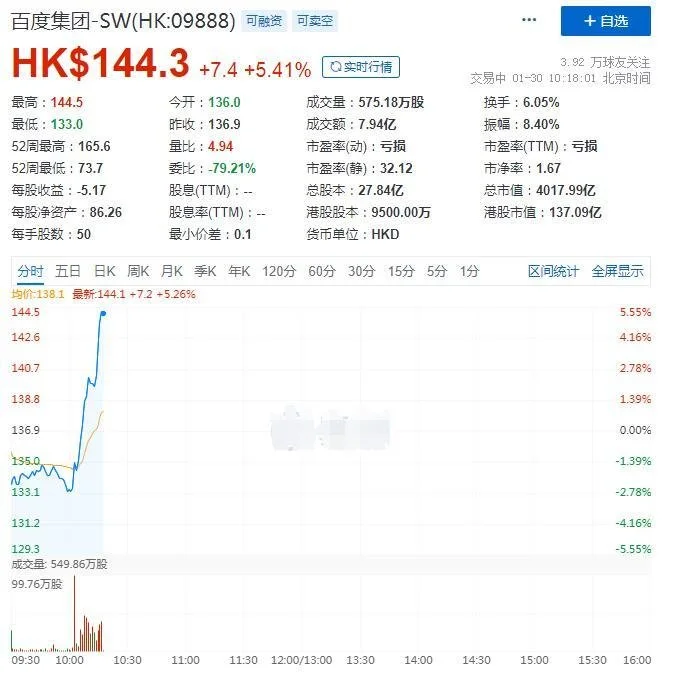 百度集团-SW(HK:09888) 可融资 可卖空 ··· + 自选
HK$144.3 +7.4 +5.41% 实时行情
3.92 万球友关注
交易中 01-30 10:18:01 北京时间
最高：144.5 今开：136.0 成交量：575.18万股 换手：6.05%
最低：133.0 昨收：136.9 成交额：7.94亿 振幅：8.40%
52周最高：165.6 量比：4.94 市盈率(动)：亏损 市盈率(TTM)：亏损
52周最低：73.7 委比：-79.21% 市盈率(静)：32.12 市净率：1.67
每股收益：-5.17 股息(TTM)：-- 总股本：27.84亿 总市值：4017.99亿
每股净资产：86.26 股息率(TTM)：-- 港股股本：9500.00万 港股市值：137.09亿
每手股数：50 最小价差：0.1 货币单位：HKD
分时 五日 日K 周K 月K 季K 年K 120分 60分 30分 15分 5分 1分 区间统计 全屏显示
均价:138.1 最新:144.1 +7.2 +5.26%
144.5 5.55%
142.6 4.16%
140.7 2.78%
138.8 1.39%
136.9 0.00%
135.0 -1.39%
133.1 -2.78%
131.2 -4.16%
129.3 -5.55%
成交量: 549.86万股
99.76万股
09:30 10:00 10:30 11:00 11:30 12:00/13:00 13:30 14:00 14:30 15:00 15:30 16:00